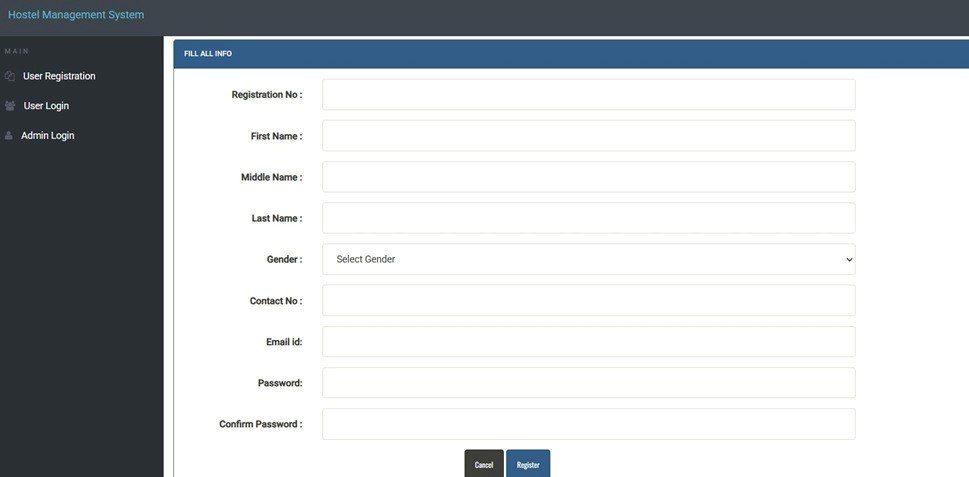 Hostel Management System
MAIN
User Registration
User Login
Admin Login
FILL ALL INFO
Registration No :
First Name :
Middle Name :
Last Name :
Gender :
Select Gender
Contact No :
Email id:
Password:
Confirm Password :
Cancel
Register